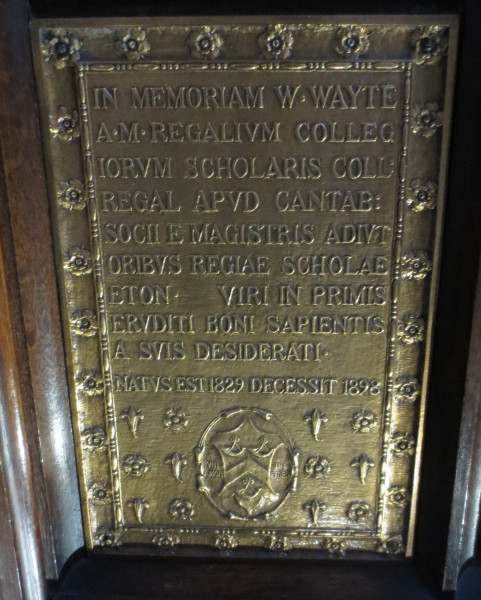 IN MEMORIAM W·WAYTE
A·M·REGALIVM COLLEG
IORVM SCHOLARIS COLL:
REGAL APVD CANTAB:
SOCII E MAGISTRIS ADIVT
ORIBVS REGIAE SCHOLAE
ETON· VIRI IN PRIMIS
ERVDITI BONI SAPIENTIS
A SVIS DESIDERATI·
NATVS EST 1829 DECESSIT 1898